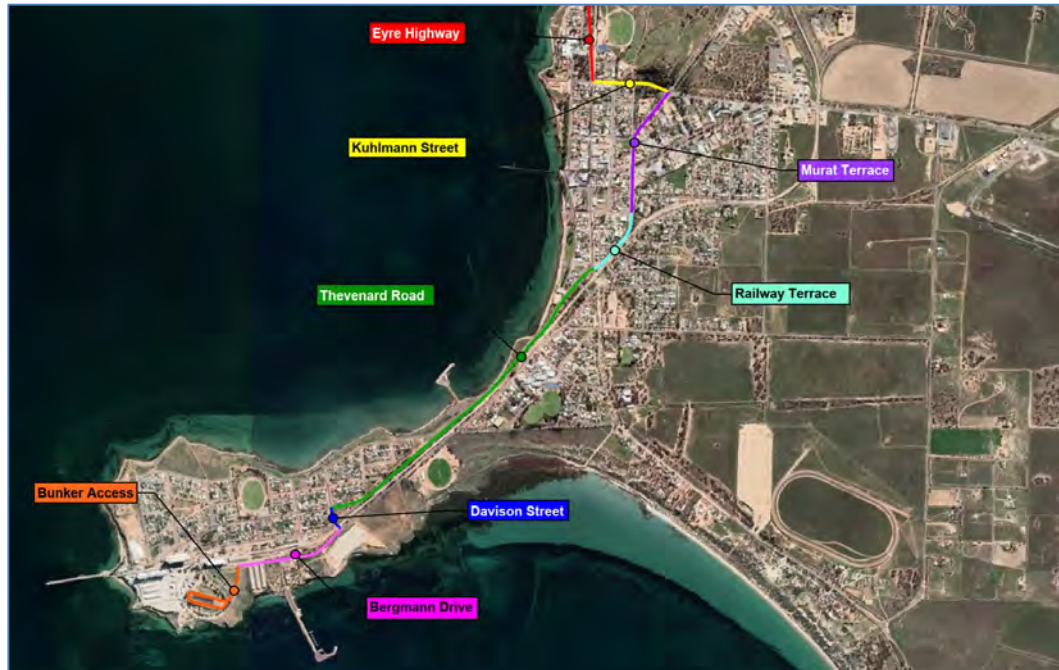 Eyre Highway
Kuhlmann Street
Murat Terrace
Thevenard Road
Railway Terrace
Bunker Access
Davison Street
Bergmann Drive